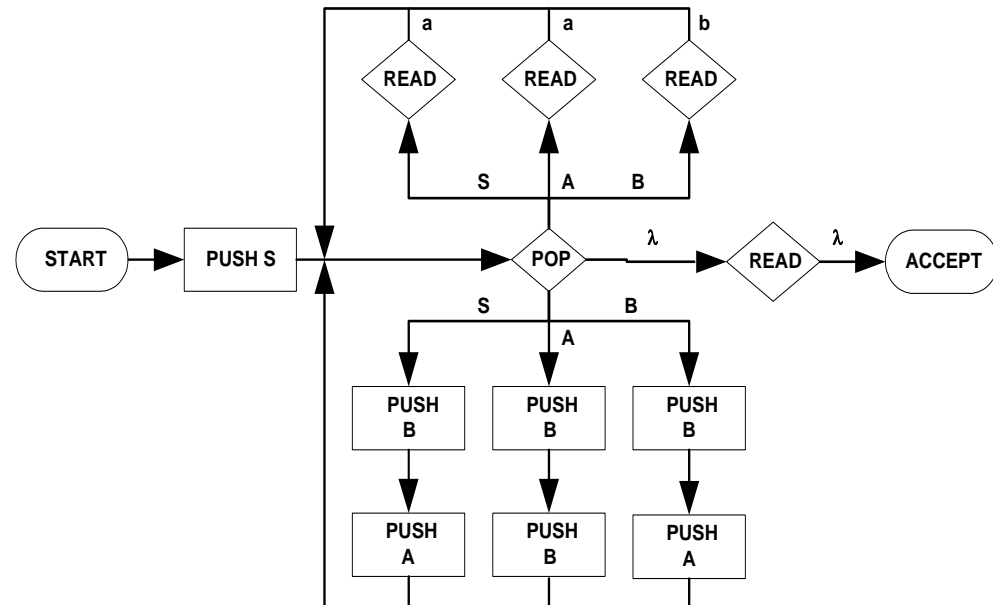 a a b
READ READ READ
S A B
START PUSH S POP λ READ λ ACCEPT
S B
A
PUSH PUSH PUSH
B B B
PUSH PUSH PUSH
A B A